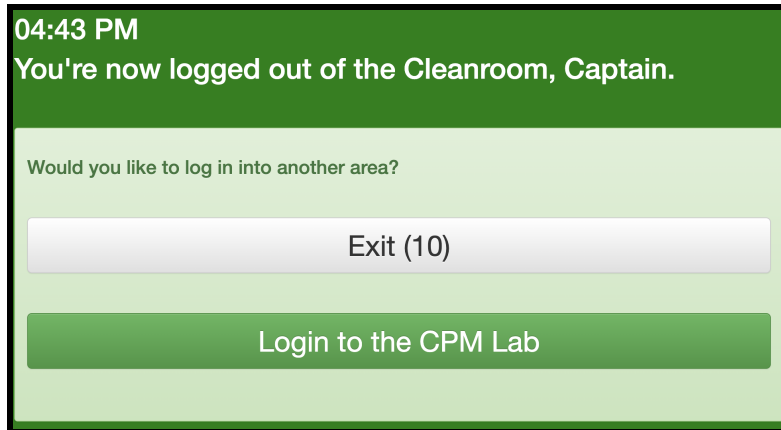 04:43 PM
You're now logged out of the Cleanroom, Captain.
Would you like to log in into another area?
Exit (10)
Login to the CPM Lab